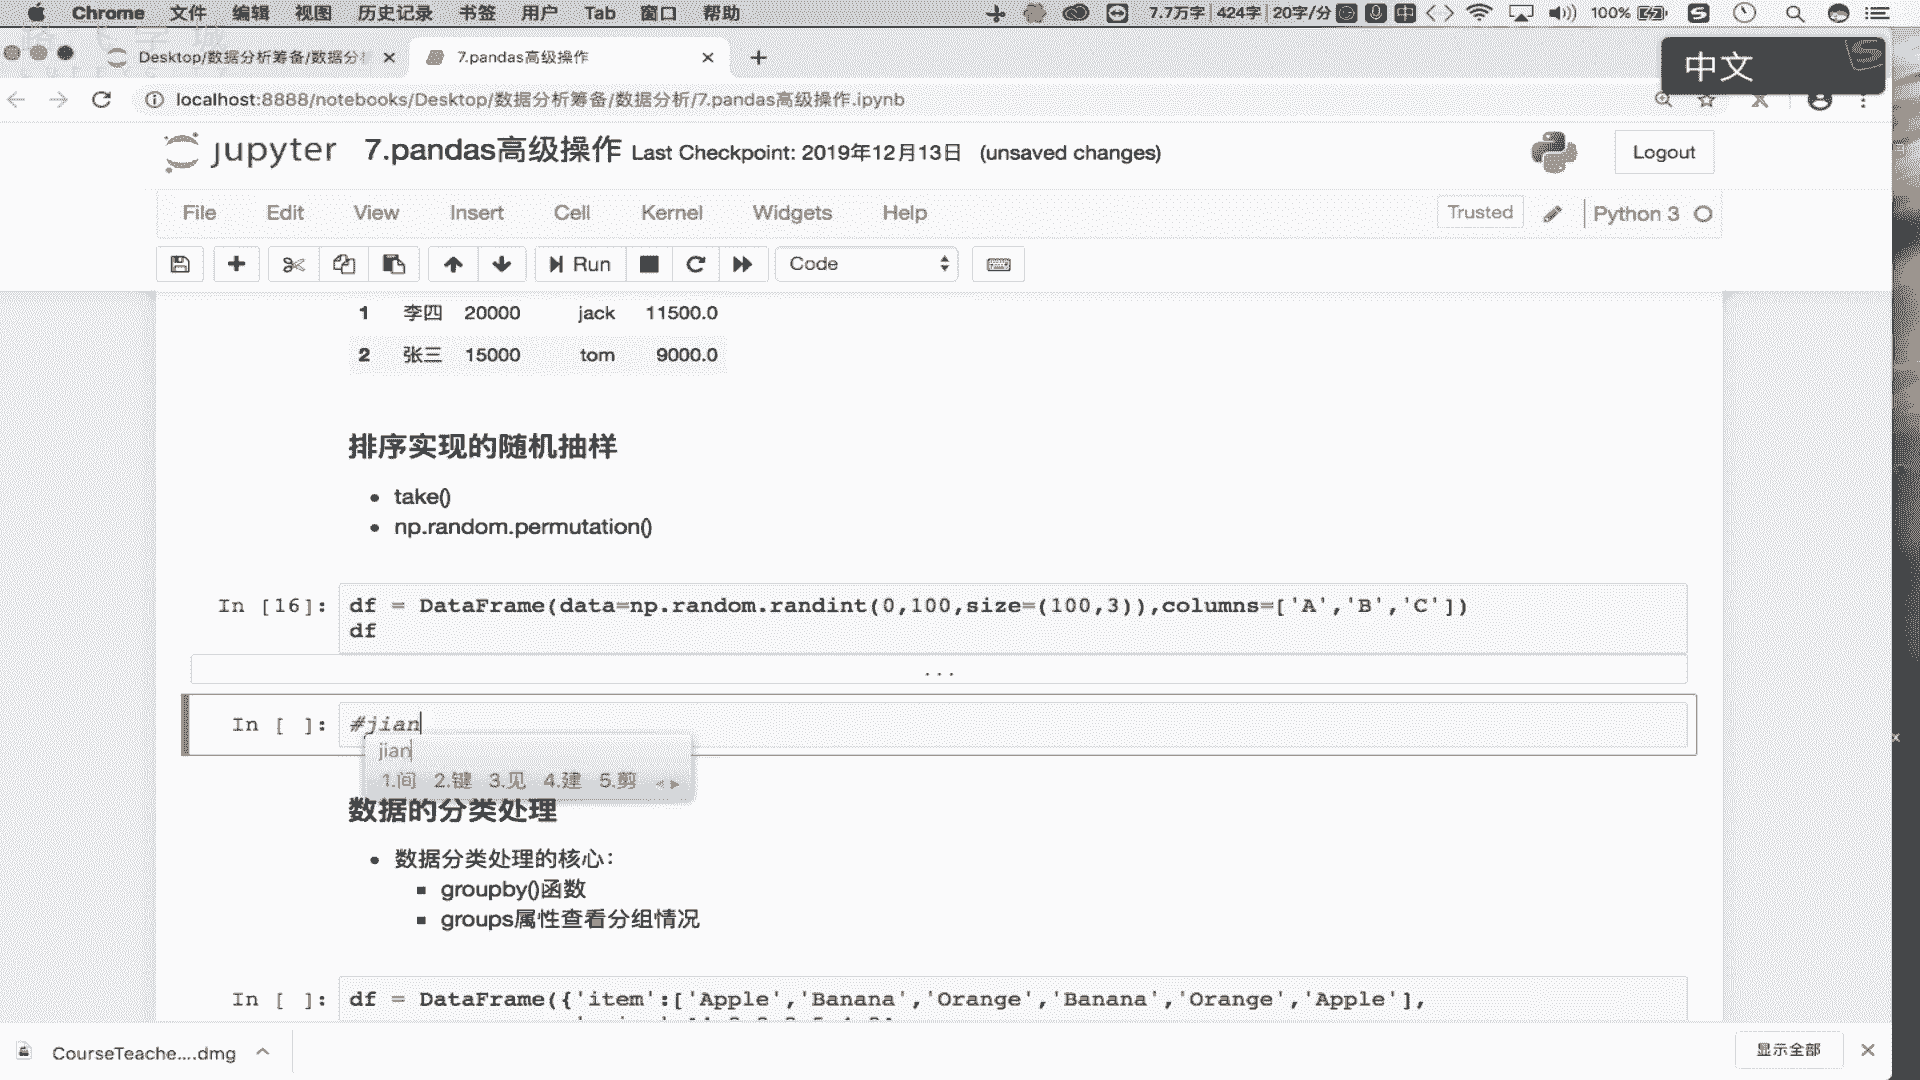 Chrome 文件 编辑 视图 历史记录 书签 用户 Tab 窗口 帮助 7.7万字 424字 20字/分 中 100%
Desktop/数据分析筹备/数据分析 7.pandas高级操作
中文
localhost:8888/notebooks/Desktop/数据分析筹备/数据分析/7.pandas高级操作.ipynb
jupyter 7.pandas高级操作 Last Checkpoint: 2019年12月13日 (unsaved changes) Logout
File Edit View Insert Cell Kernel Widgets Help Trusted Python 3
Run Code
1 李四 20000 jack 11500.0
2 张三 15000 tom 9000.0
排序实现的随机抽样
take()
np.random.permutation()
In [16]: df = DataFrame(data=np.random.randint(0,100,size=(100,3)),columns=['A','B','C'])
df
...
In [ ]: #jian
jian
1.间 2.键 3.见 4.建 5.剪
数据的分类处理
数据分类处理的核心：
groupby()函数
groups属性查看分组情况
In [ ]: df = DataFrame({'item':['Apple','Banana','Orange','Banana','Orange','Apple'],
CourseTeache....dmg 显示全部